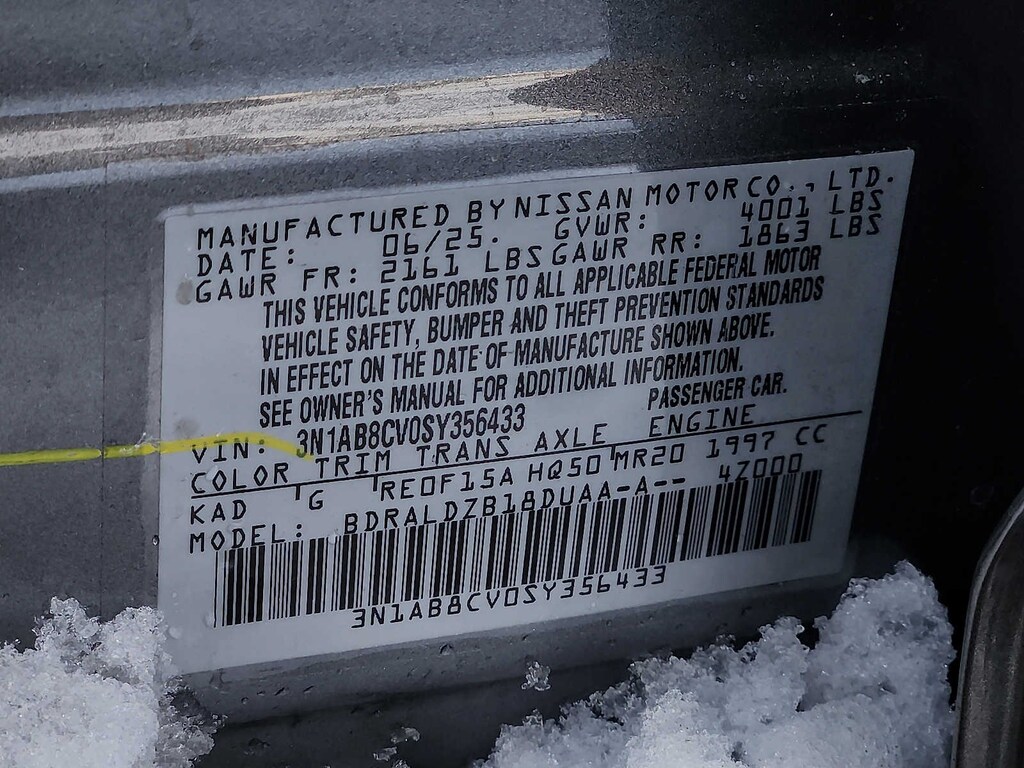 MANUFACTURED BY NISSAN MOTOR CO., LTD.
DATE: 06/25. GVWR: 4001 LBS
GAWR FR: 2161 LBS GAWR RR: 1863 LBS
THIS VEHICLE CONFORMS TO ALL APPLICABLE FEDERAL MOTOR
VEHICLE SAFETY, BUMPER AND THEFT PREVENTION STANDARDS
IN EFFECT ON THE DATE OF MANUFACTURE SHOWN ABOVE.
SEE OWNER'S MANUAL FOR ADDITIONAL INFORMATION.
VIN: 3N1AB8CV0SY356433 PASSENGER CAR.
COLOR TRIM TRANS AXLE ENGINE
KAD G RE0F15A HQ50 MR20 1997 CC
MODEL: BDRALDZB18DUAA-A-- 4Z000
3N1AB8CV0SY356433